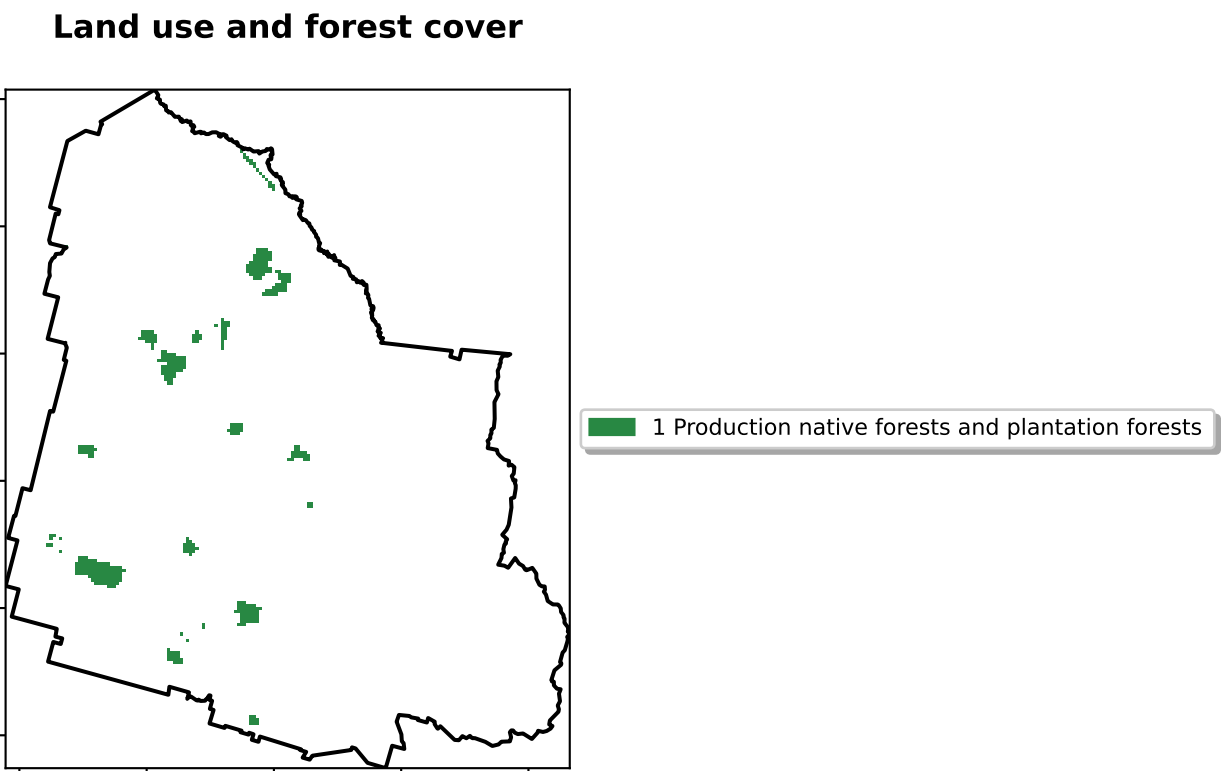 Land use and forest cover
1 Production native forests and plantation forests